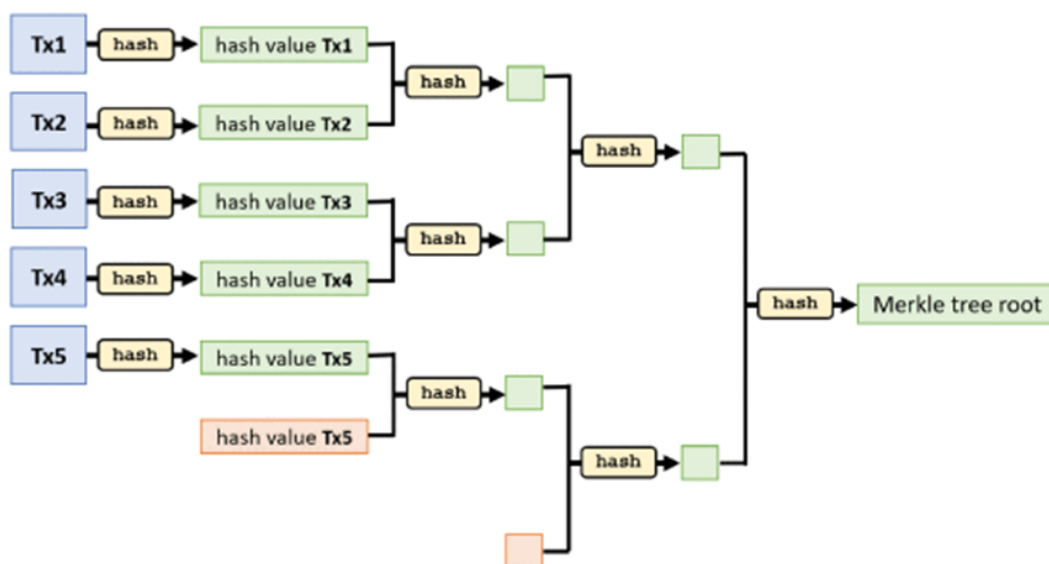 Tx1
hash
hash value Tx1
hash
Tx2
hash
hash value Tx2
hash
Tx3
hash
hash value Tx3
hash
Tx4
hash
hash value Tx4
hash
Merkle tree root
Tx5
hash
hash value Tx5
hash
hash value Tx5
hash